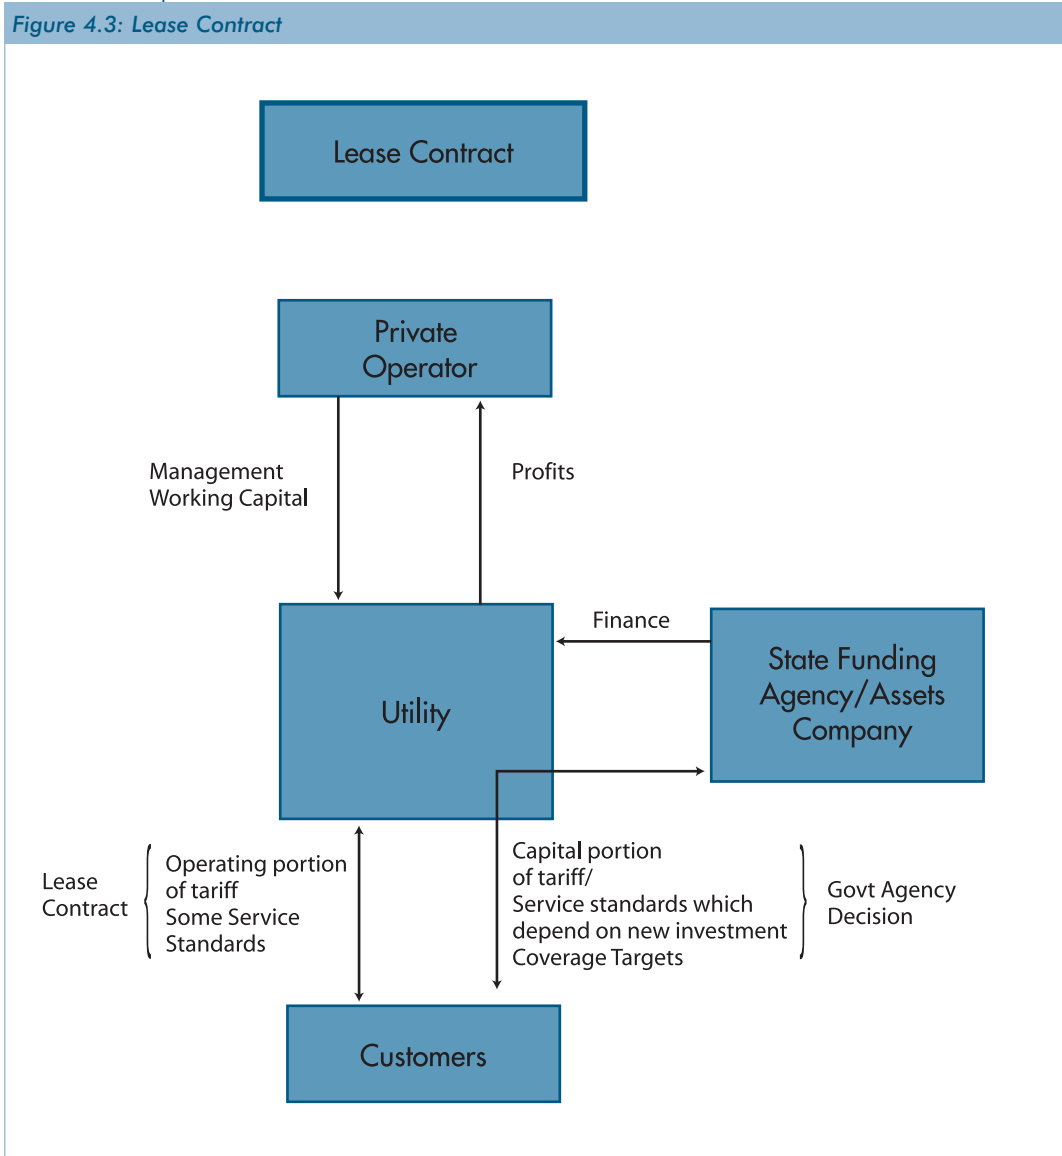 Figure 4.3: Lease Contract
Lease Contract
Private
Operator
Management
Working Capital
Profits
Finance
State Funding
Agency/Assets
Company
Utility
Lease
Contract
Operating portion
of tariff
Some Service
Standards
Capital portion
of tariff/
Service standards which
depend on new investment
Coverage Targets
Govt Agency
Decision
Customers